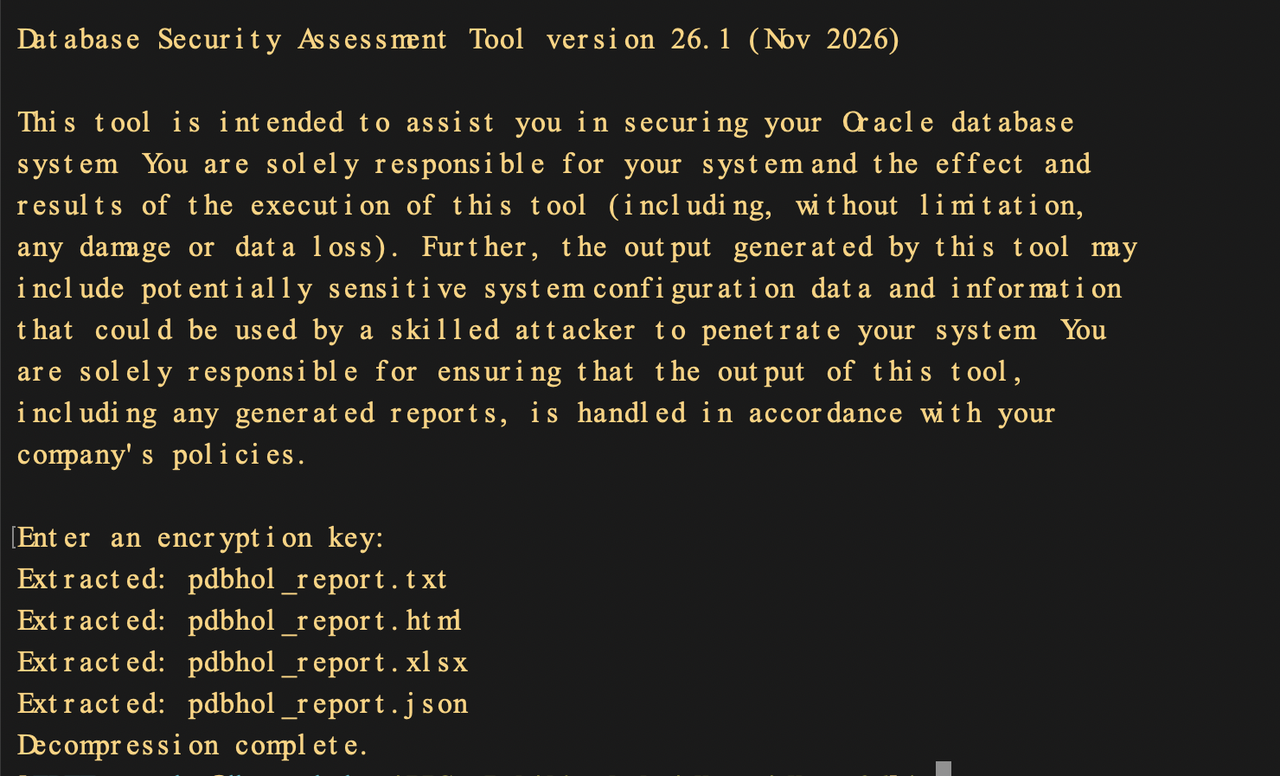 Database Security Assessment Tool version 26.1 (Nov 2026)
This tool is intended to assist you in securing your Oracle database
system You are solely responsible for your system and the effect and
results of the execution of this tool (including, without limitation,
any damage or data loss). Further, the output generated by this tool may
include potentially sensitive system configuration data and information
that could be used by a skilled attacker to penetrate your system You
are solely responsible for ensuring that the output of this tool,
including any generated reports, is handled in accordance with your
company's policies.
[Enter an encryption key:
Extracted: pdbhol_report.txt
Extracted: pdbhol_report.html
Extracted: pdbhol_report.xlsx
Extracted: pdbhol_report.json
Decompression complete.